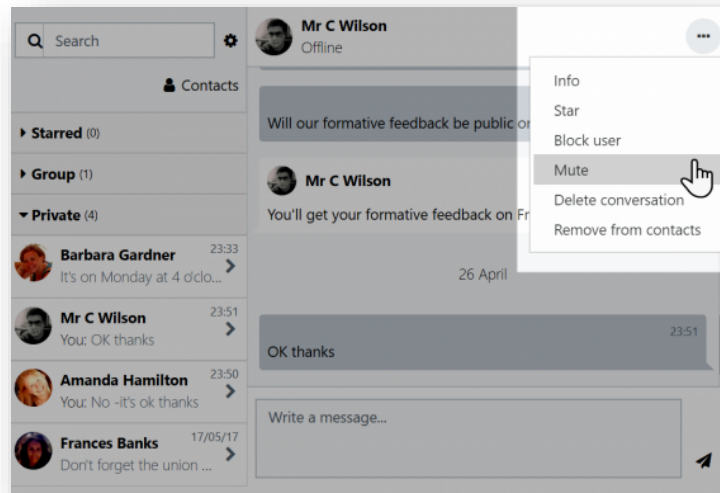 Search
Contacts
Starred (0)
Group (1)
Private (4)
Barbara Gardner 23:33
It's on Monday at 4 o'clo...
Mr C Wilson 23:51
You: OK thanks
Amanda Hamilton 23:50
You: No -it's ok thanks
Frances Banks 17/05/17
Don't forget the union ...
Mr C Wilson
Offline
Will our formative feedback be public or
Mr C Wilson
You'll get your formative feedback on Fr
26 April
23:51
OK thanks
Write a message...
Info
Star
Block user
Mute
Delete conversation
Remove from contacts